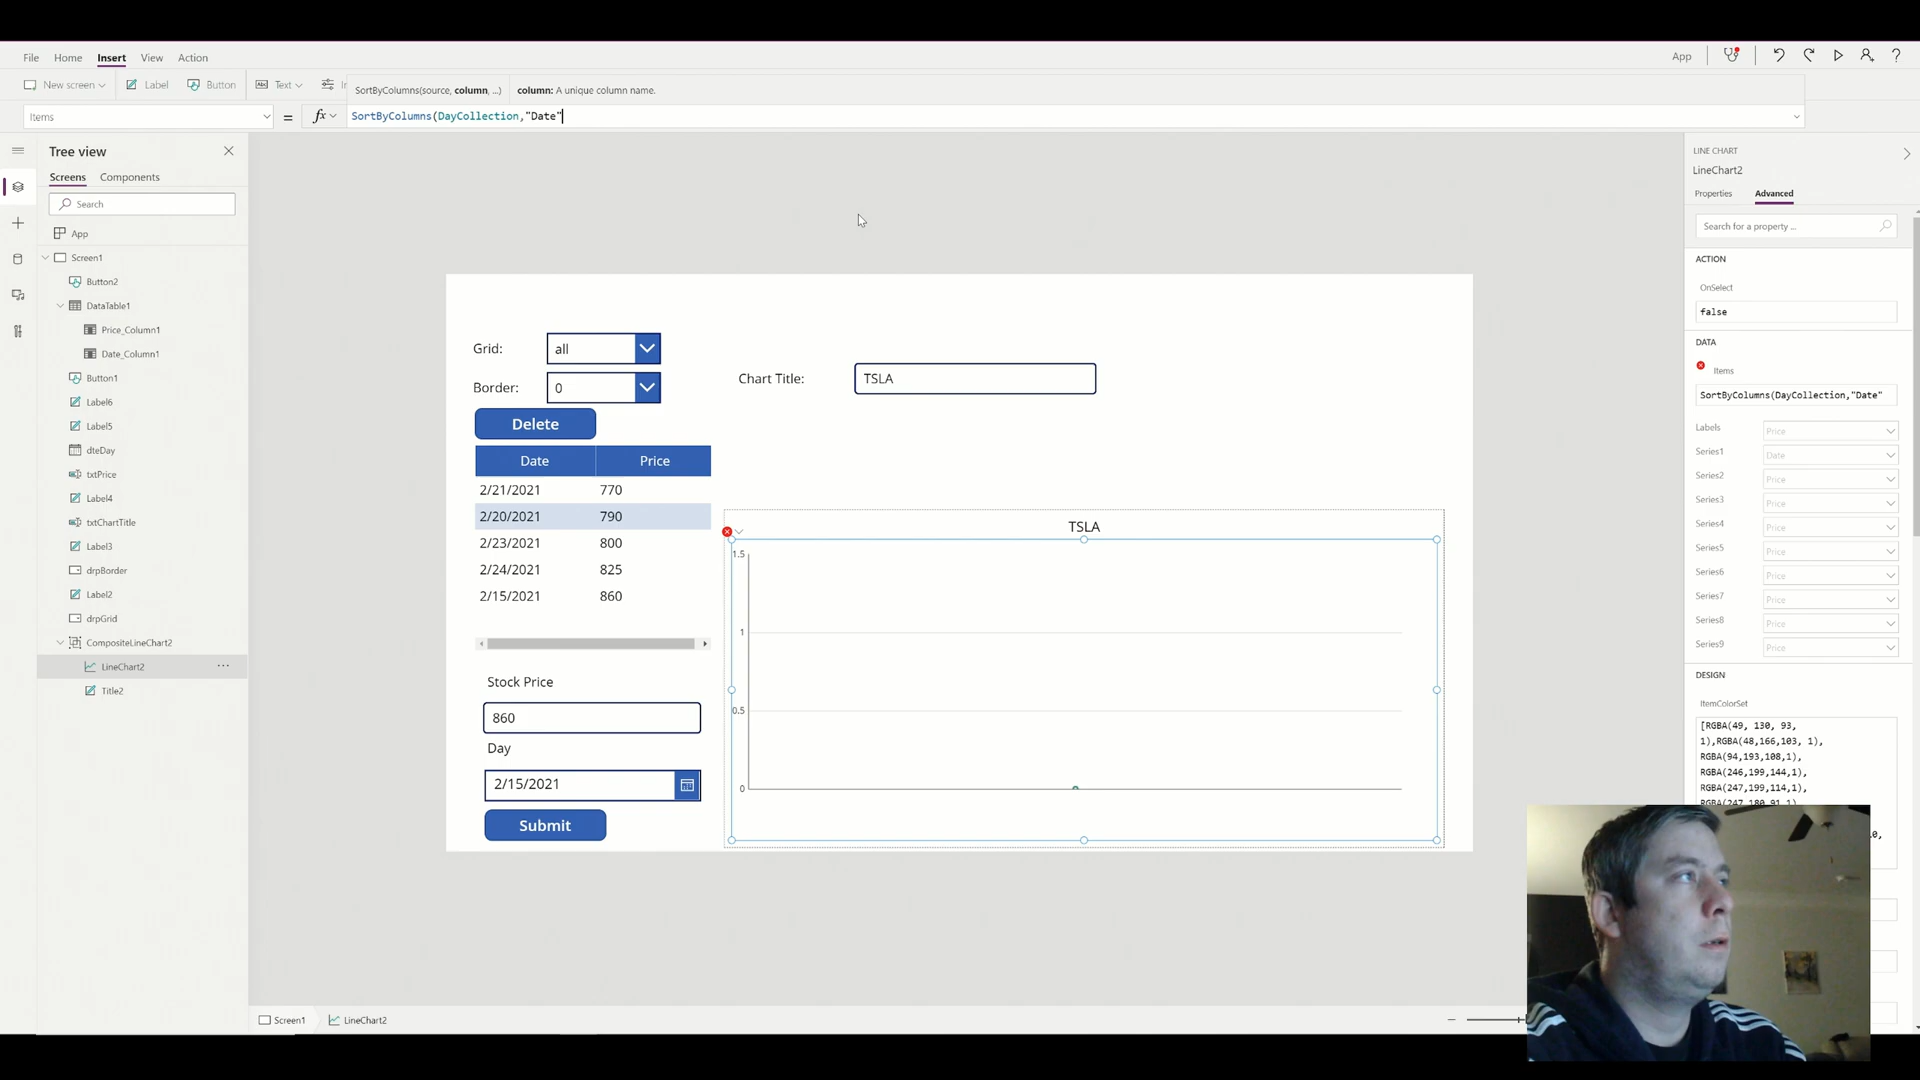 File Home Insert View Action App
New screen Label Button Text
SortByColumns(source, column, ...) column: A unique column name.
Items = fx SortByColumns(DayCollection,"Date"
Tree view
Screens Components
Search
App
Screen1
Button2
DataTable1
Price_Column1
Date_Column1
Button1
Label6
Label5
dteDay
txtPrice
Label4
txtChartTitle
Label3
drpBorder
Label2
drpGrid
CompositeLineChart2
LineChart2 ...
Title2
Grid: all
Border: 0
Chart Title: TSLA
Delete
Date Price
2/21/2021 770
2/20/2021 790
2/23/2021 800
2/24/2021 825
2/15/2021 860
Stock Price
860
Day
2/15/2021
Submit
TSLA
1.5
1
0.5
0
LINE CHART
LineChart2
Properties Advanced
Search for a property ...
ACTION
OnSelect
false
DATA
Items
SortByColumns(DayCollection,"Date"
Labels Price
Series1 Date
Series2 Price
Series3 Price
Series4 Price
Series5 Price
Series6 Price
Series7 Price
Series8 Price
Series9 Price
DESIGN
ItemColorSet
[RGBA(49, 130, 93,
1),RGBA(48,166,103, 1),
RGBA(94,193,108,1),
RGBA(246,199,144,1),
RGBA(247,199,114,1),
RGBA(247,180,91,1),
Screen1 LineChart2